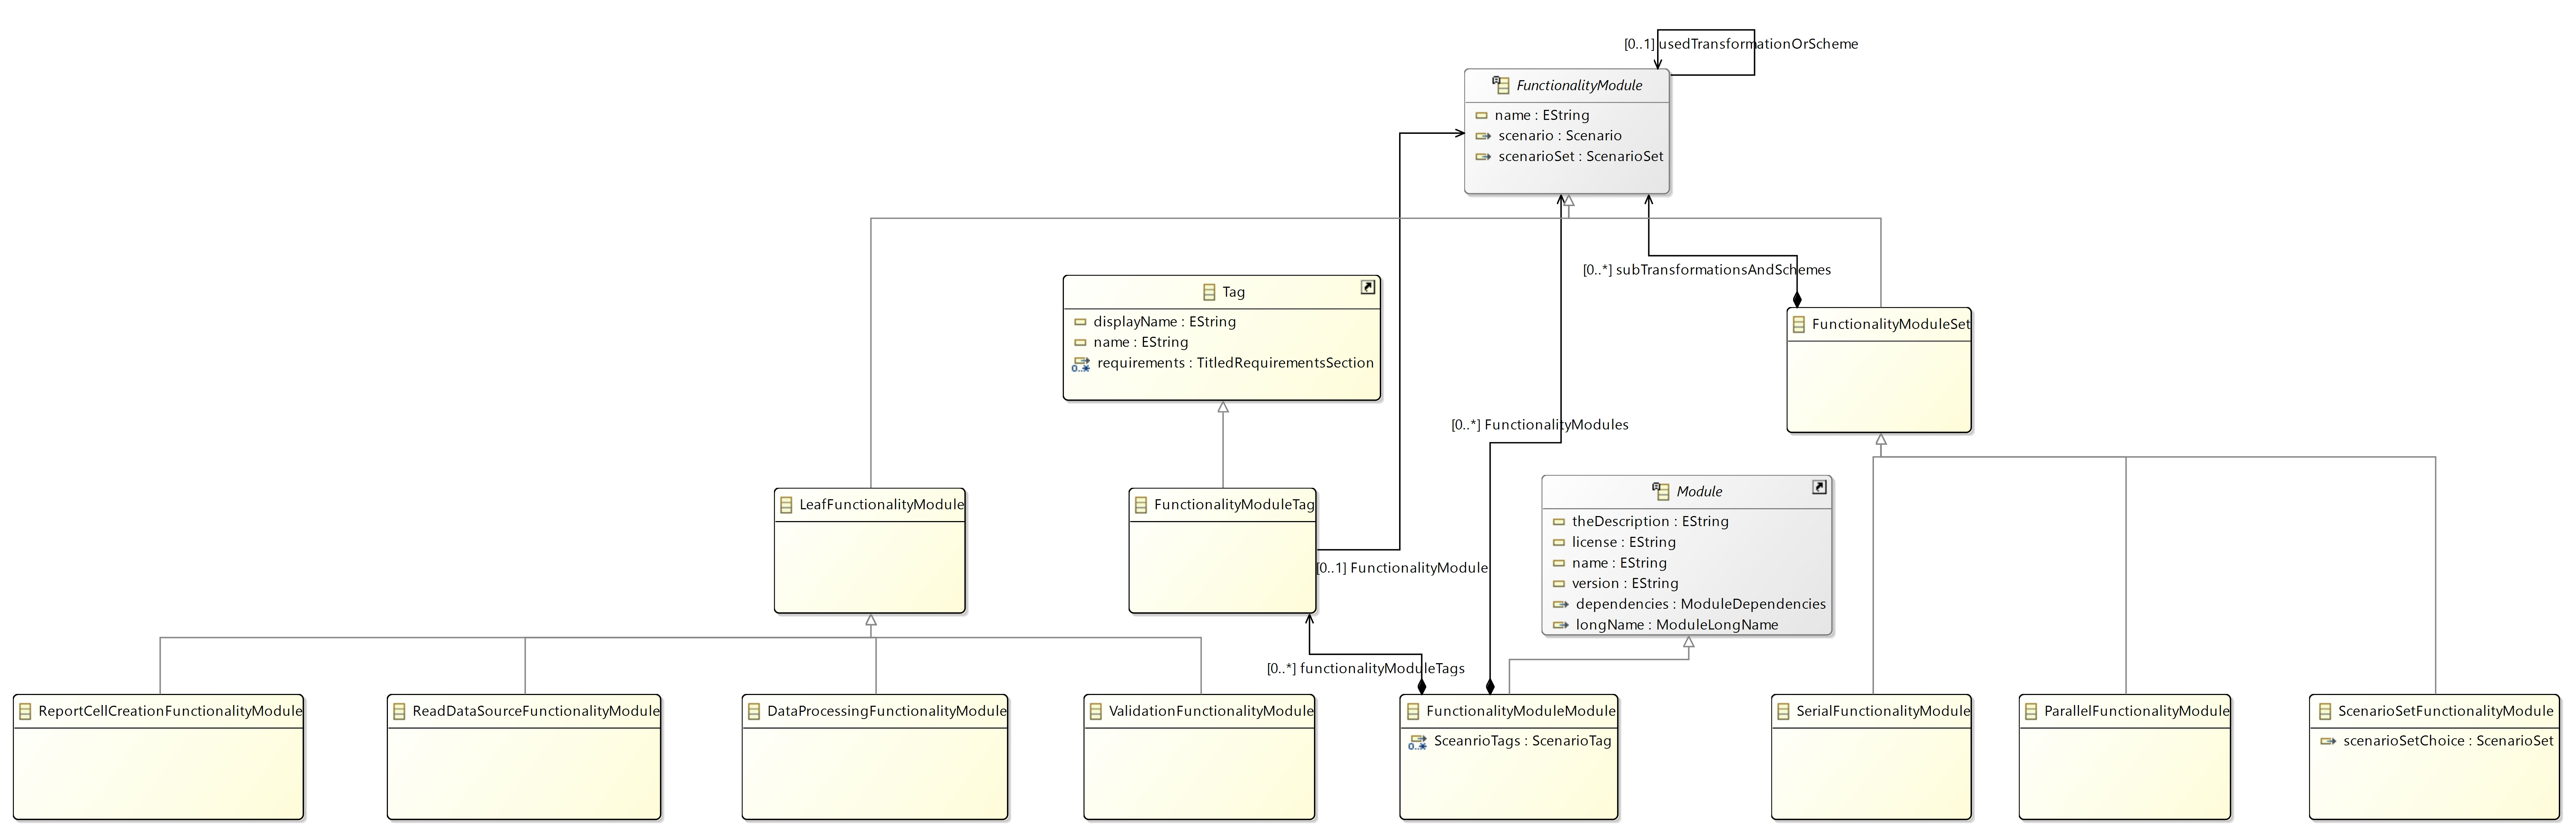 [0..1] usedTransformationOrScheme
FunctionalityModule
name : EString
scenario : Scenario
scenarioSet : ScenarioSet
[0..*] subTransformationsAndSchemes
Tag
displayName : EString
name : EString
0..*
requirements : TitledRequirementsSection
FunctionalityModuleSet
[0..*] FunctionalityModules
LeafFunctionalityModule
FunctionalityModuleTag
Module
theDescription : EString
license : EString
name : EString
version : EString
dependencies : ModuleDependencies
longName : ModuleLongName
[0..1] FunctionalityModule
[0..*] functionalityModuleTags
ReportCellCreationFunctionalityModule
ReadDataSourceFunctionalityModule
DataProcessingFunctionalityModule
ValidationFunctionalityModule
FunctionalityModuleModule
0..*
SceanrioTags : ScenarioTag
SerialFunctionalityModule
ParallelFunctionalityModule
ScenarioSetFunctionalityModule
scenarioSetChoice : ScenarioSet